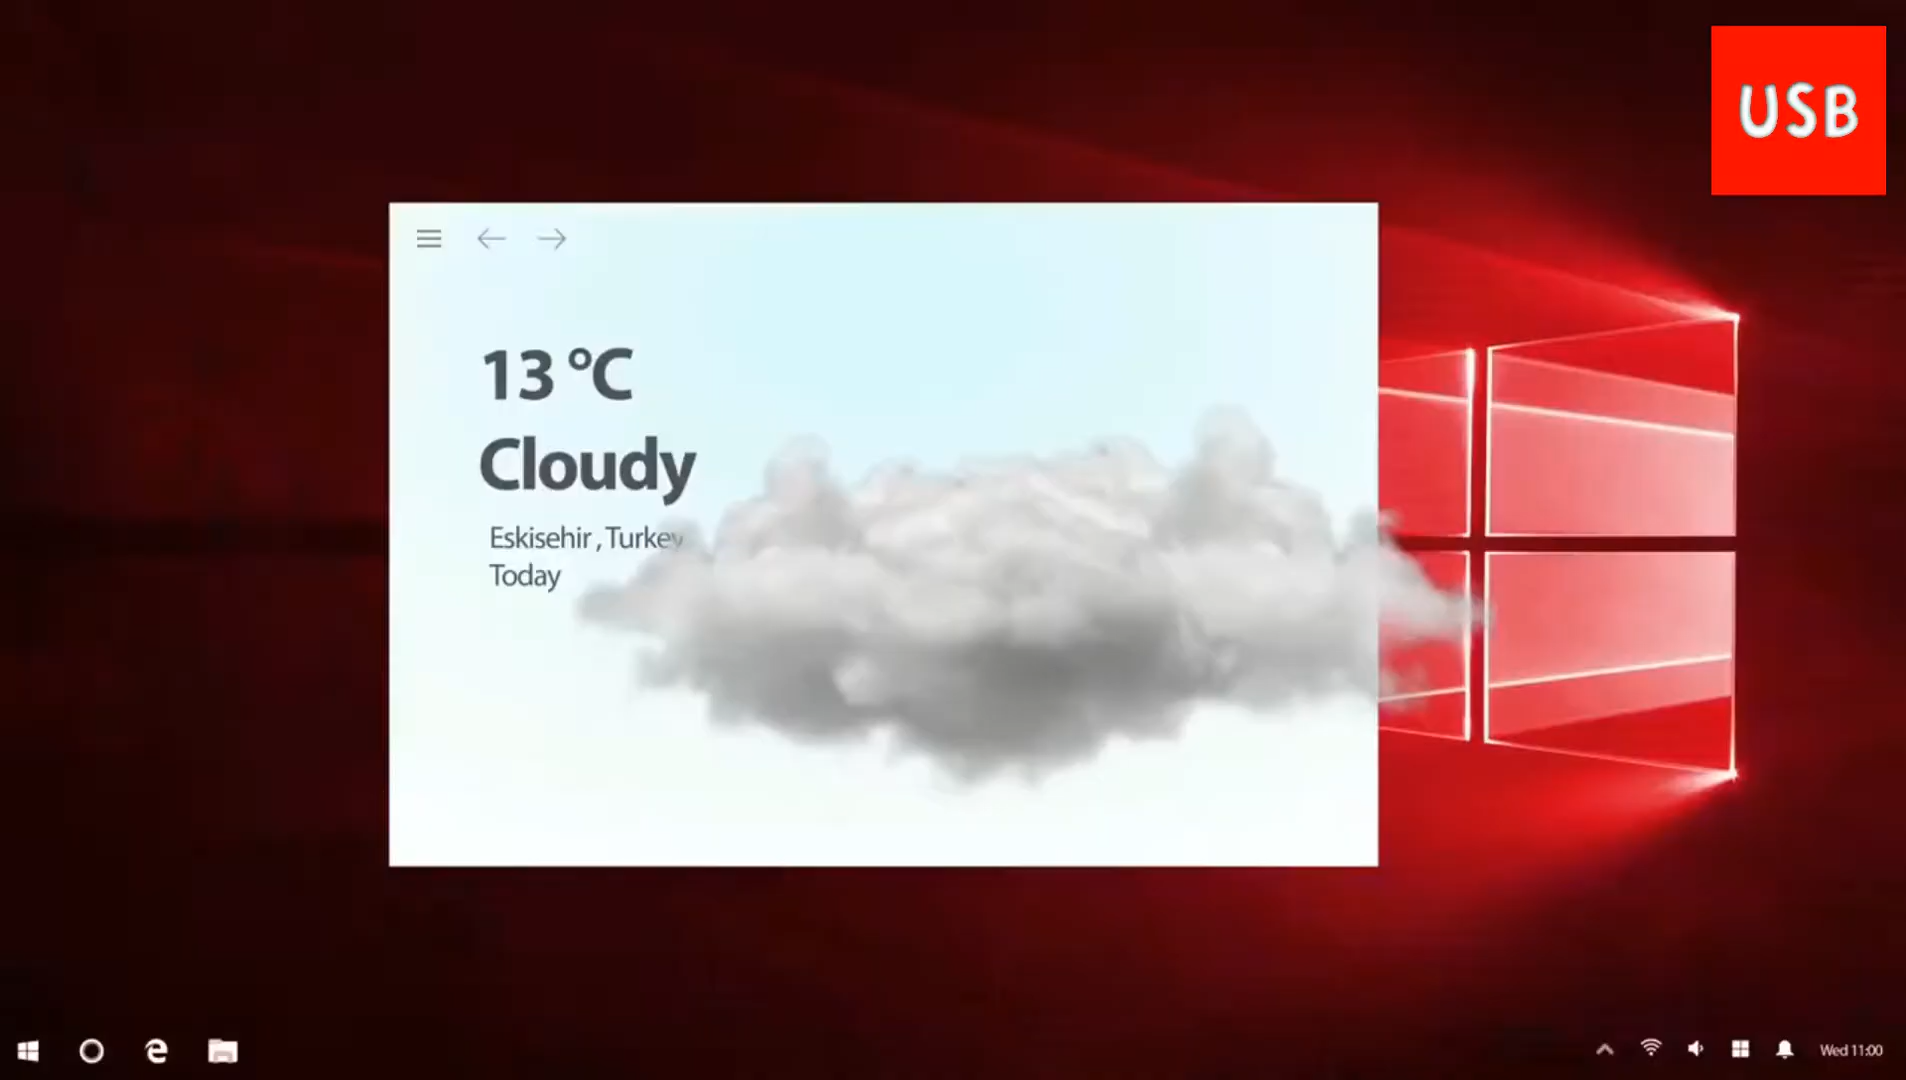 USB
13 °C
Cloudy
Eskisehir , Turkey
Today
Wed 11:00